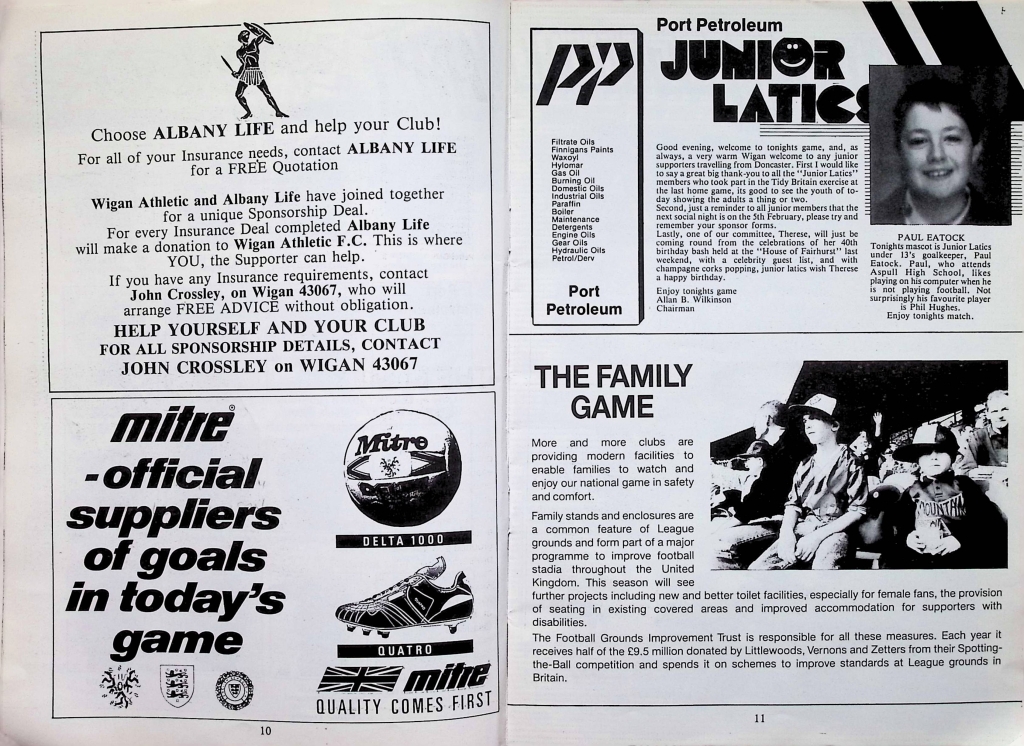 Choose ALBANY LIFE and help your Club!
For all of your Insurance needs, contact ALBANY LIFE
for a FREE Quotation
Wigan Athletic and Albany Life have joined together
for a unique Sponsorship Deal.
For every Insurance Deal completed Albany Life
will make a donation to Wigan Athletic F.C. This is where
YOU, the Supporter can help.
If you have any Insurance requirements, contact
John Crossley, on Wigan 43067, who will
arrange FREE ADVICE without obligation.
HELP YOURSELF AND YOUR CLUB
FOR ALL SPONSORSHIP DETAILS, CONTACT
JOHN CROSSLEY on WIGAN 43067
mitre®
-official
suppliers
of goals
in today's
game
Mitre
DELTA 1000
QUATRO
mitre
QUALITY COMES FIRST
10
pp
Filtrate Oils
Finnigans Paints
Waxoyl
Hylomar
Gas Oil
Burning Oil
Domestic Oils
Industrial Oils
Paraffin
Boiler
Maintenance
Detergents
Engine Oils
Gear Oils
Hydraulic Oils
Petrol/Derv
Port
Petroleum
Port Petroleum
JUNIOR
LATICS
Good evening, welcome to tonights game, and, as
always, a very warm Wigan welcome to any junior
supporters travelling from Doncaster. First I would like
to say a great big thank-you to all the "Junior Latics"
members who took part in the Tidy Britain exercise at
the last home game, its good to see the youth of to-
day showing the adults a thing or two.
Second, just a reminder to all junior members that the
next social night is on the 5th February, please try and
remember your sponsor forms.
Lastly, one of our committee, Therese, will just be
coming round from the celebrations of her 40th
birthday bash held at the "House of Fairhurst" last
weekend, with a celebrity guest list, and with
champagne corks popping, junior latics wish Therese
a happy birthday.
Enjoy tonights game
Allan B. Wilkinson
Chairman
PAUL EATOCK
Tonights mascot is Junior Latics
under 13's goalkeeper, Paul
Eatock. Paul, who attends
Aspull High School, likes
playing on his computer when he
is not playing football. Not
surprisingly his favourite player
is Phil Hughes.
Enjoy tonights match.
THE FAMILY
GAME
More and more clubs are
providing modern facilities to
enable families to watch and
enjoy our national game in safety
and comfort.
Family stands and enclosures are
a common feature of League
grounds and form part of a major
programme to improve football
stadia throughout the United
Kingdom. This season will see
further projects including new and better toilet facilities, especially for female fans, the provision
of seating in existing covered areas and improved accommodation for supporters with
disabilities.
The Football Grounds Improvement Trust is responsible for all these measures. Each year it
receives half of the £9.5 million donated by Littlewoods, Vernons and Zetters from their Spotting-
the-Ball competition and spends it on schemes to improve standards at League grounds in
Britain.
MOUNTAIN
11